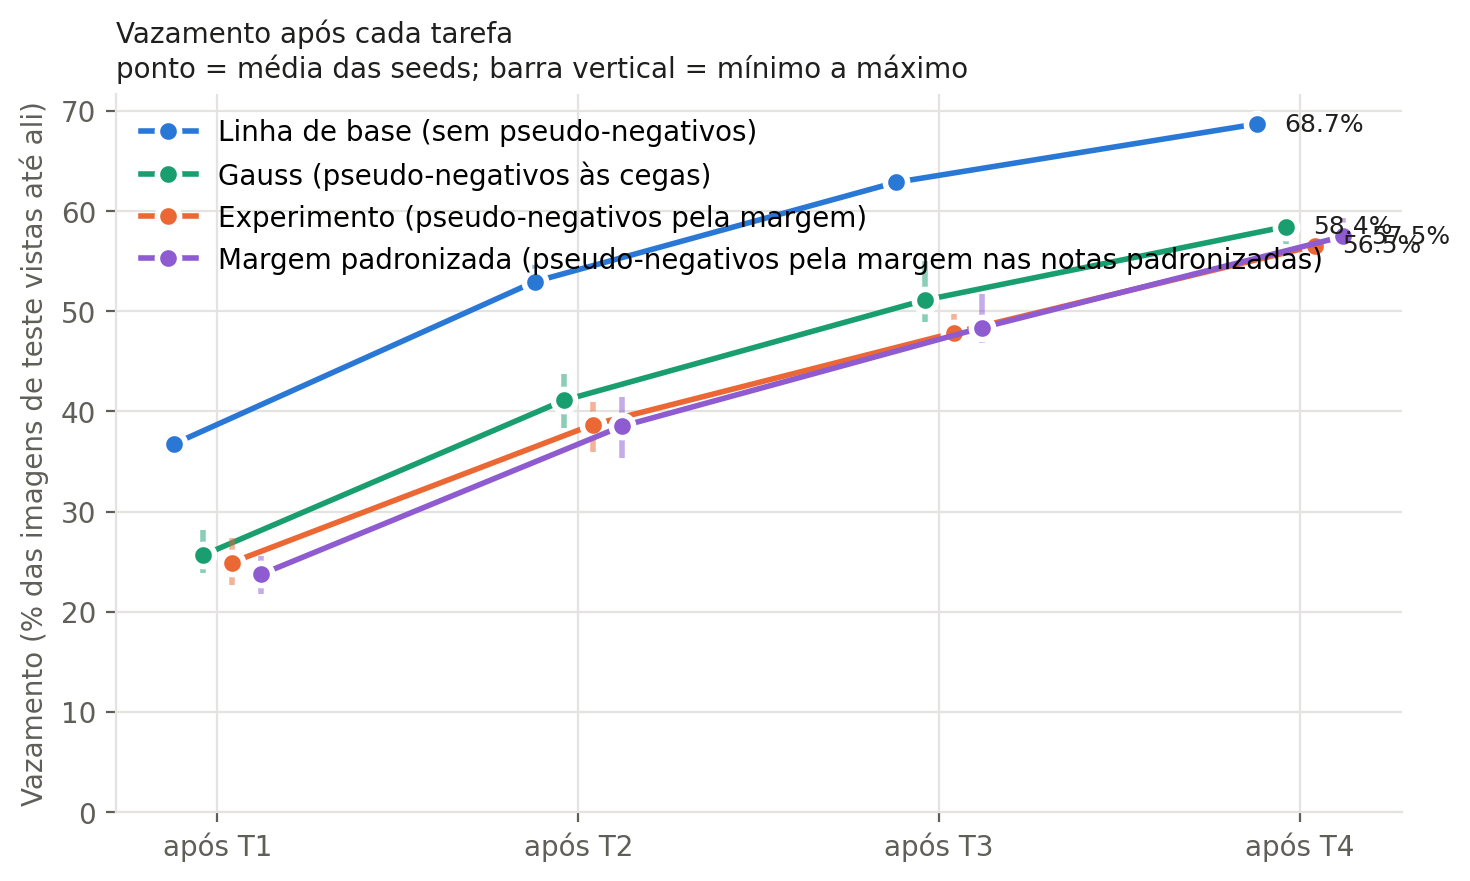 Vazamento após cada tarefa
ponto = média das seeds; barra vertical = mínimo a máximo
Vazamento (% das imagens de teste vistas até ali)
70
60
50
40
30
20
10
0
Linha de base (sem pseudo-negativos)
Gauss (pseudo-negativos às cegas)
Experimento (pseudo-negativos pela margem)
Margem padronizada (pseudo-negativos pela margem nas notas padronizadas)
68.7%
58.4%
57.5%
56.5%
após T1
após T2
após T3
após T4